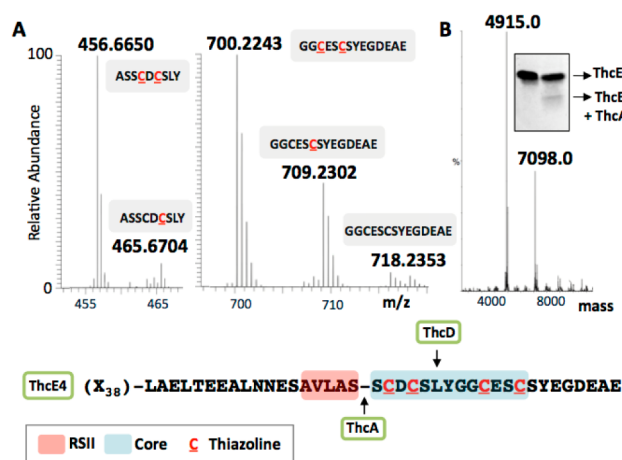 A
B
456.6650
700.2243
4915.0
100
GGCESCSYEGDEAE
ASSCDCSLY
ThcE
ThcE
+ ThcA
GGCESCSYEGDEAE
709.2302
7098.0
Relative Abundance
%
ASSCDCSLY
465.6704
GGCESCSYEGDEAE
718.2353
0
455
465
700
710
m/z
4000
8000
mass
ThcD
ThcE4
(X38)–LAELTEEALNNESAVLAS–SCDCSLYGGCESCSYEGDEAE
ThcA
RSII
Core
C
Thiazoline